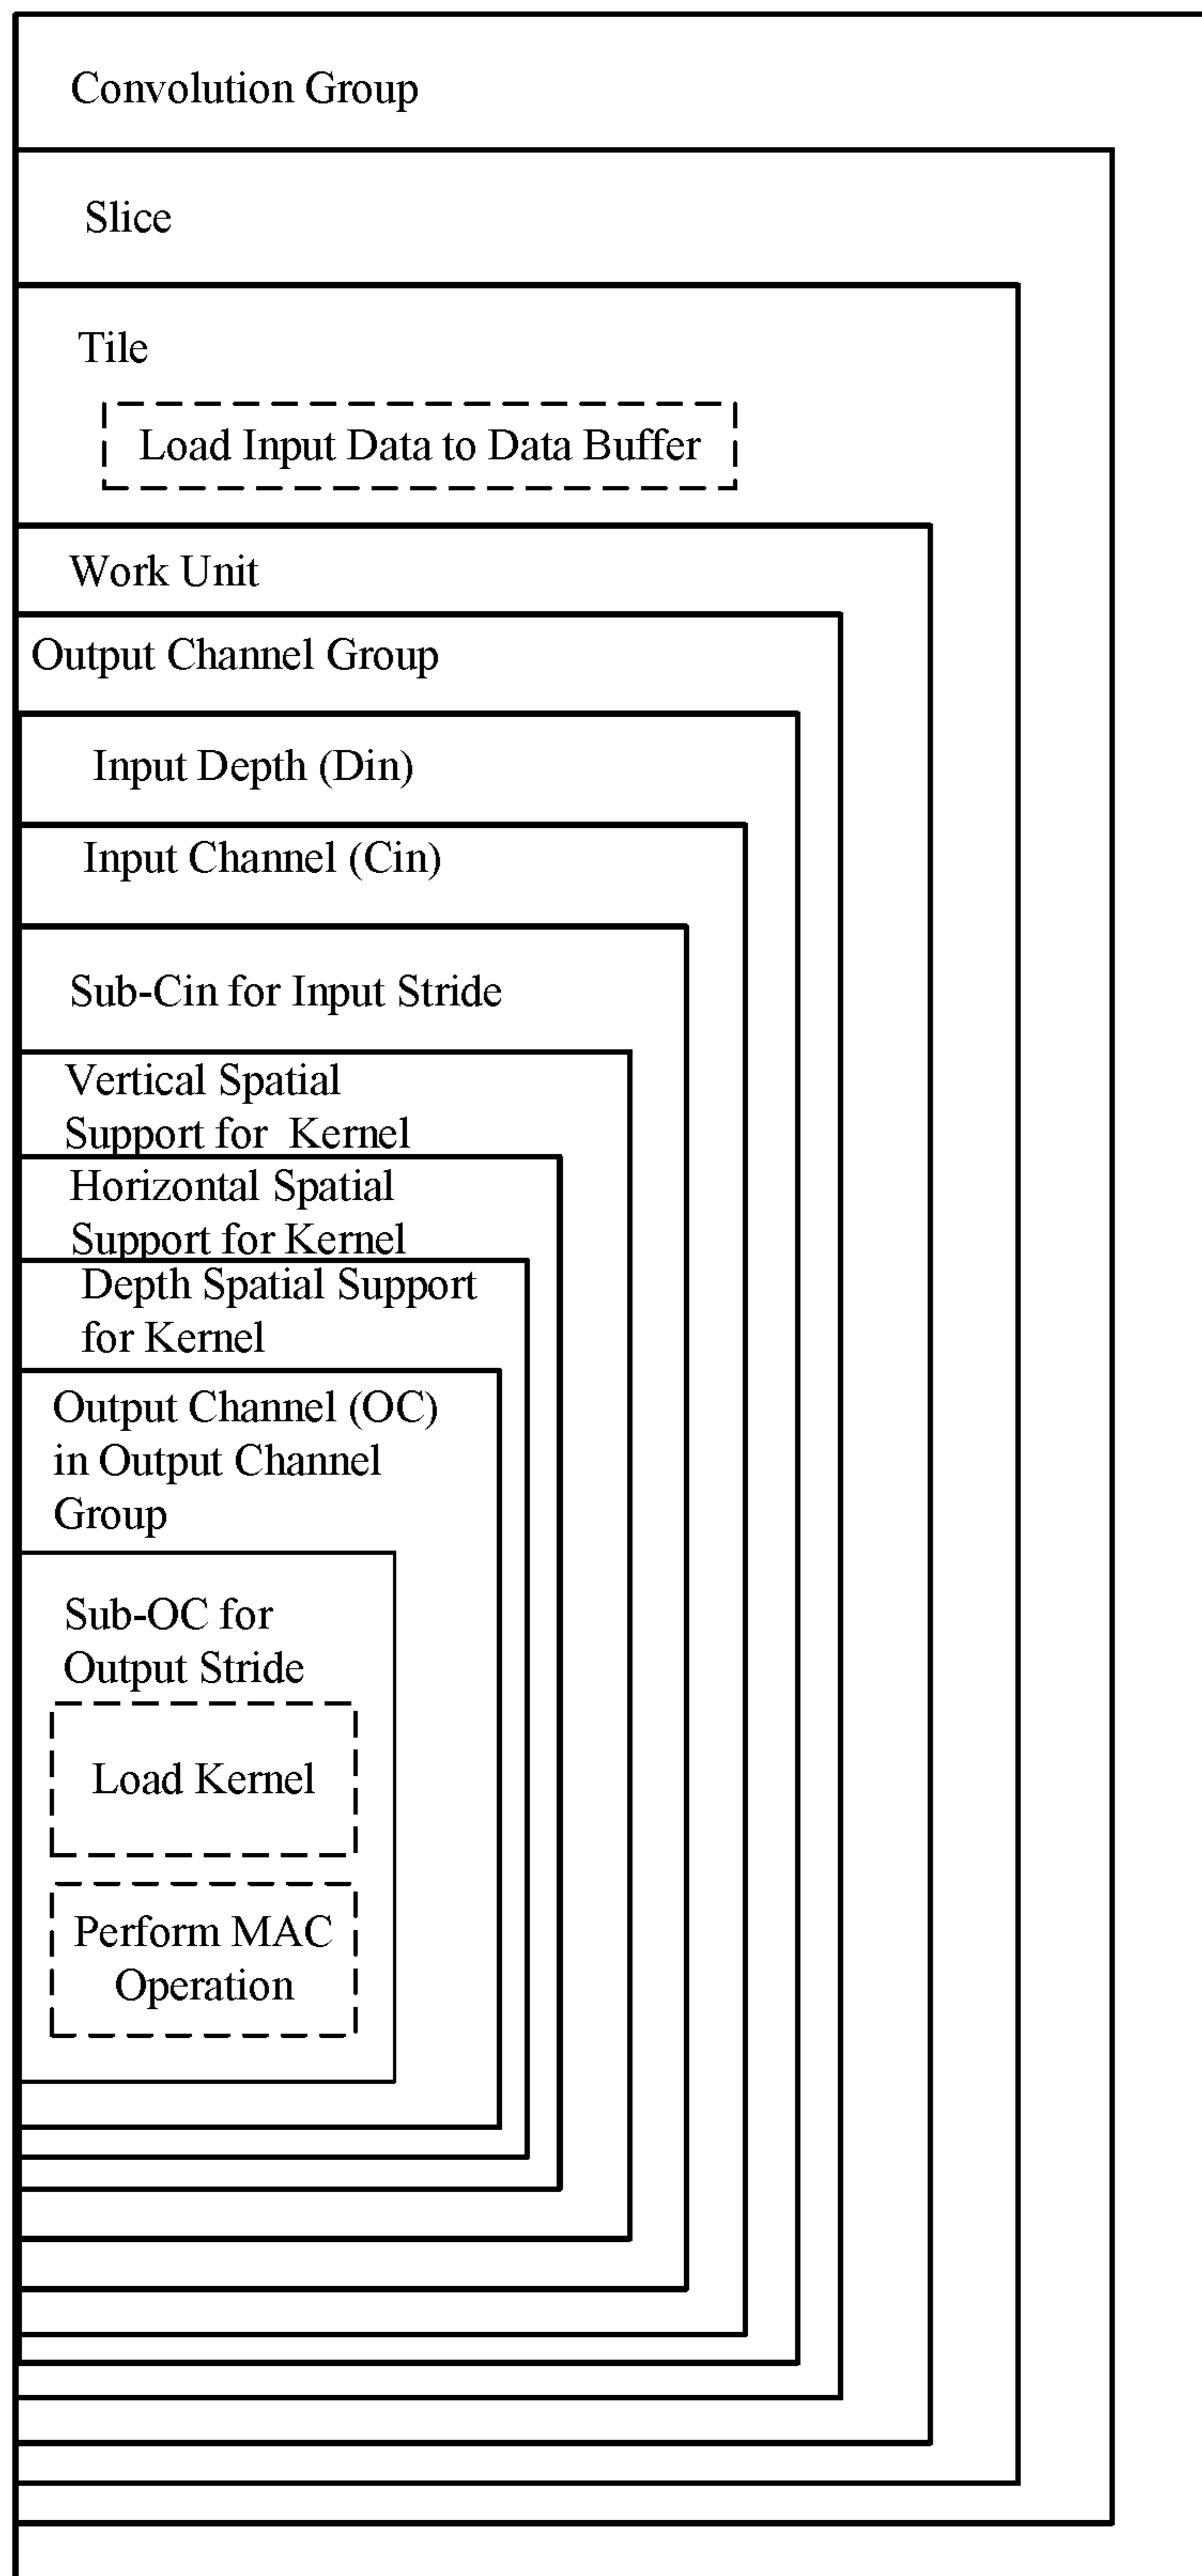 Convolution Group
Slice
Tile
Load Input Data to Data Buffer
Work Unit
Output Channel Group
Input Depth (Din)
Input Channel (Cin)
Sub-Cin for Input Stride
Vertical Spatial
Support for Kernel
Horizontal Spatial
Support for Kernel
Depth Spatial Support
for Kernel
Output Channel (OC)
in Output Channel
Group
Sub-OC for
Output Stride
Load Kernel
Perform MAC
Operation